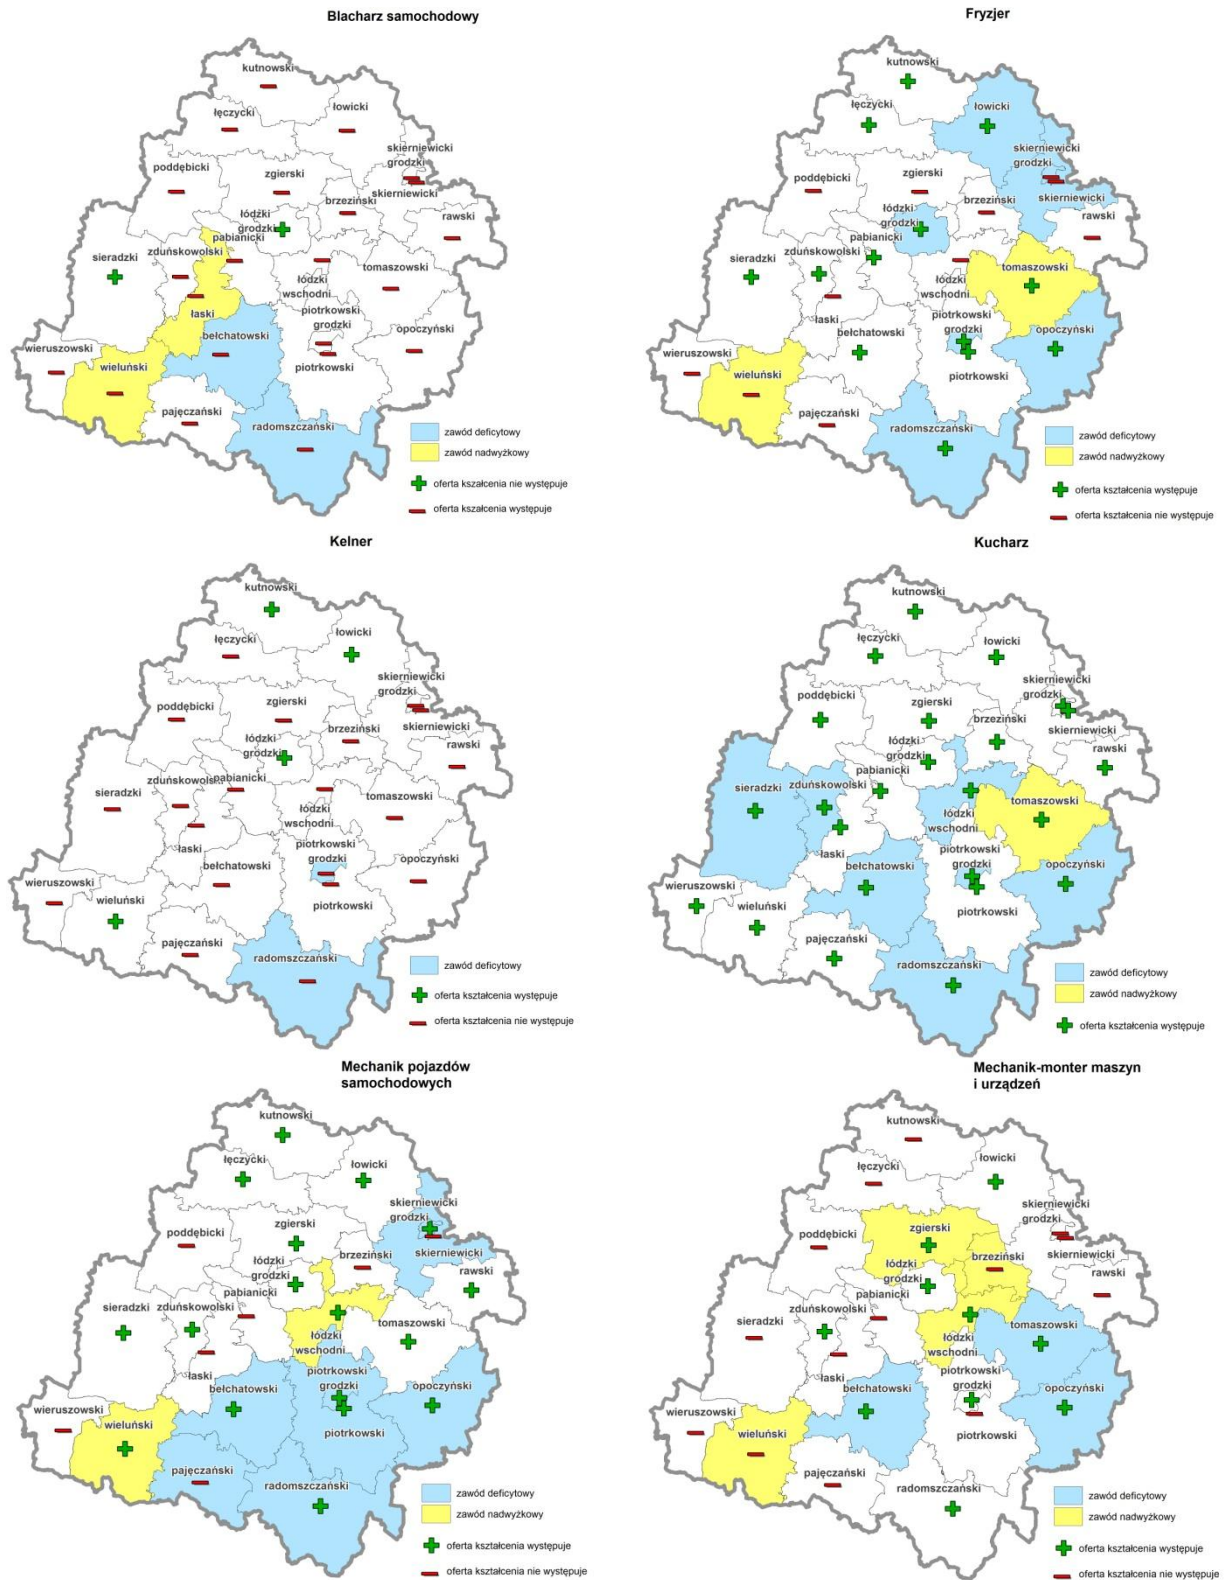 Blacharz samochodowy
kutnowski
łęczycki
łowicki
skierniewicki
grodzki
poddębicki
zgierski
brzeziński
skierniewicki
rawski
łódzki
grodzki
pabianicki
sieradzki
zduńskowolski
łódzki
wschodni
tomaszowski
łaski
piotrkowski
grodzki
opoczyński
bełchatowski
wieruszowski
wieluński
piotrkowski
pajęczański
radomszczański
zawód deficytowy
zawód nadwyżkowy
oferta kszałcenia nie występuje
oferta kszałcenia występuje
Fryzjer
kutnowski
łęczycki
łowicki
skierniewicki
grodzki
poddębicki
zgierski
brzeziński
skierniewicki
rawski
łódzki
grodzki
pabianicki
sieradzki
zduńskowolski
łódzki
wschodni
tomaszowski
łaski
piotrkowski
grodzki
opoczyński
bełchatowski
wieruszowski
wieluński
piotrkowski
pajęczański
radomszczański
zawód deficytowy
zawód nadwyżkowy
oferta kształcenia występuje
oferta kształcenia nie występuje
Kelner
kutnowski
łęczycki
łowicki
skierniewicki
grodzki
poddębicki
zgierski
brzeziński
skierniewicki
rawski
łódzki
grodzki
zduńskowolski
pabianicki
sieradzki
łódzki
wschodni
tomaszowski
łaski
piotrkowski
grodzki
opoczyński
bełchatowski
wieruszowski
wieluński
piotrkowski
pajęczański
radomszczański
zawód deficytowy
oferta kształcenia występuje
oferta kształcenia nie występuje
Kucharz
kutnowski
łęczycki
łowicki
skierniewicki
grodzki
poddębicki
zgierski
brzeziński
skierniewicki
rawski
łódzki
grodzki
pabianicki
sieradzki
zduńskowolski
łódzki
wschodni
tomaszowski
łaski
piotrkowski
grodzki
opoczyński
bełchatowski
wieruszowski
wieluński
piotrkowski
pajęczański
radomszczański
zawód deficytowy
zawód nadwyżkowy
oferta kształcenia występuje
Mechanik pojazdów
samochodowych
kutnowski
łęczycki
łowicki
skierniewicki
grodzki
poddębicki
zgierski
brzeziński
skierniewicki
rawski
łódzki
grodzki
pabianicki
sieradzki
zduńskowolski
łódzki
wschodni
tomaszowski
łaski
piotrkowski
grodzki
opoczyński
bełchatowski
wieruszowski
wieluński
piotrkowski
pajęczański
radomszczański
zawód deficytowy
zawód nadwyżkowy
oferta kształcenia występuje
oferta kształcenia nie występuje
Mechanik-monter maszyn
i urządzeń
kutnowski
łęczycki
łowicki
skierniewicki
grodzki
poddębicki
zgierski
brzeziński
skierniewicki
rawski
łódzki
grodzki
pabianicki
sieradzki
zduńskowolski
łódzki
wschodni
tomaszowski
łaski
piotrkowski
grodzki
opoczyński
bełchatowski
wieruszowski
wieluński
piotrkowski
pajęczański
radomszczański
zawód deficytowy
zawód nadwyżkowy
oferta kształcenia występuje
oferta kształcenia nie występuje